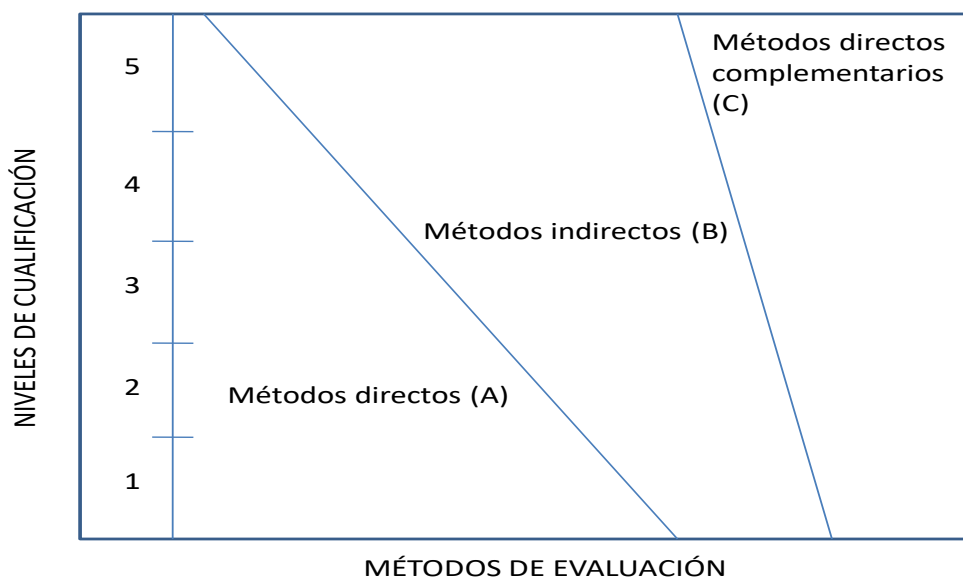 NIVELES DE CUALIFICACIÓN
5
4
3
2
1
Métodos directos
complementarios
(C)
Métodos indirectos (B)
Métodos directos (A)
MÉTODOS DE EVALUACIÓN